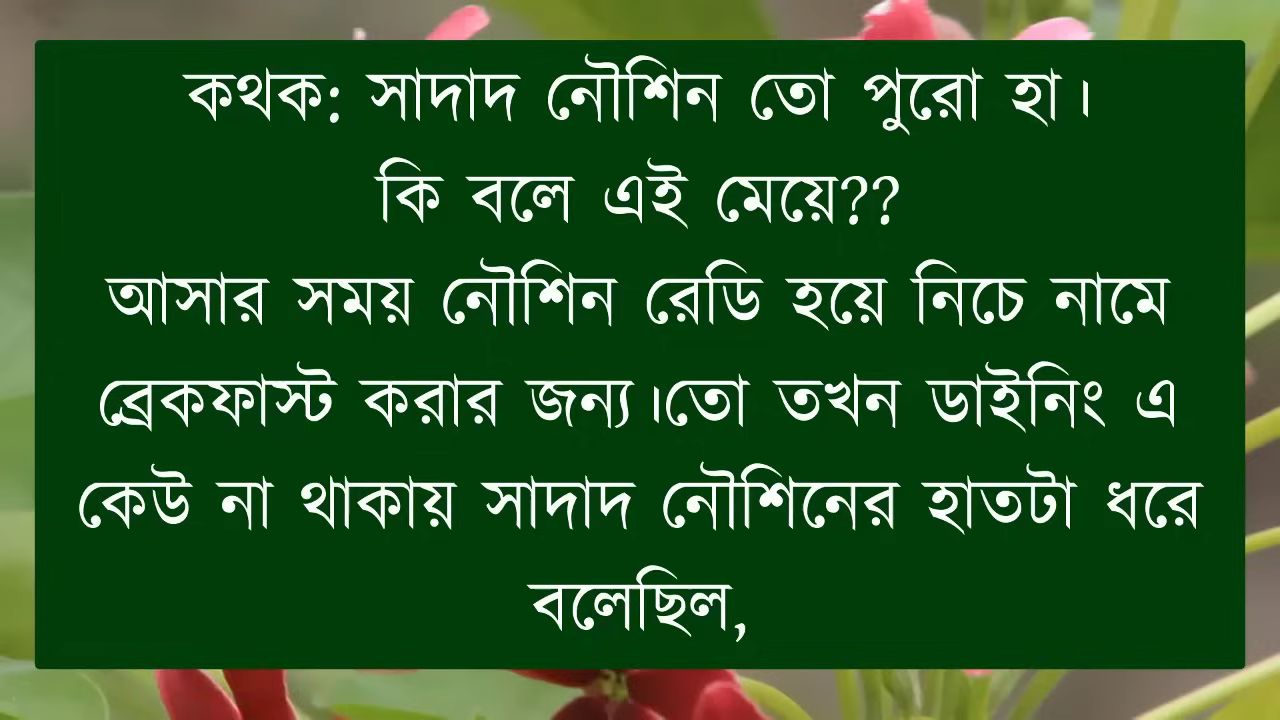 কথক: সাদাদ নৌশিন তো পুরো হা।
কি বলে এই মেয়ে??
আসার সময় নৌশিন রেডি হয়ে নিচে নামে
ব্রেকফাস্ট করার জন্য।তো তখন ডাইনিং এ
কেউ না থাকায় সাদাদ নৌশিনের হাতটা ধরে
বলেছিল,